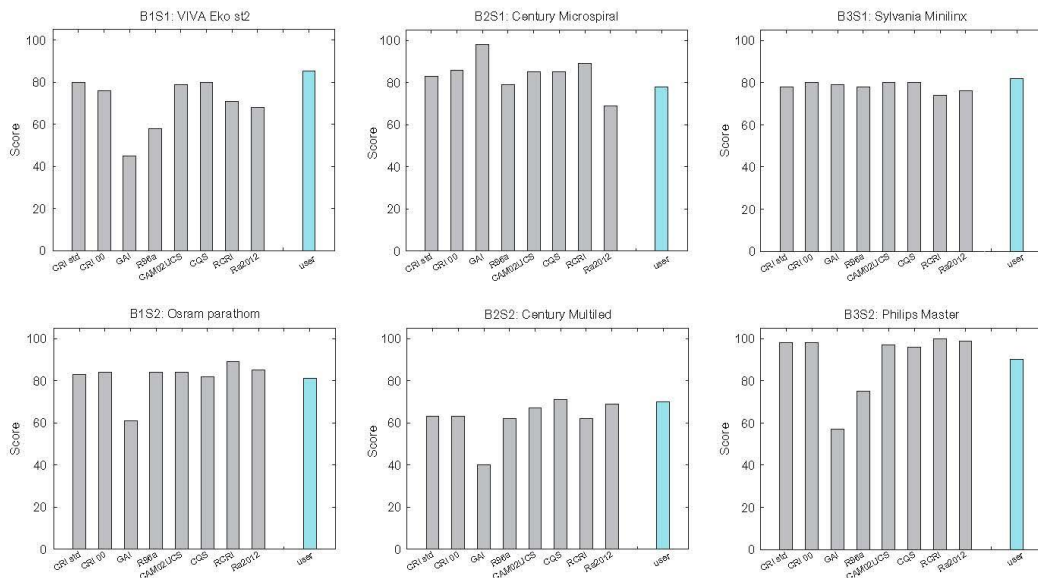 B1S1: VIVA Eko st2
Score
100
80
60
40
20
0
CRI std
CRI 00
GAI
R96a
CAM02UCS
CQS
RCRI
Ra2012
user
B2S1: Century Microspiral
Score
100
80
60
40
20
0
CRI std
CRI 00
GAI
R96a
CAM02UCS
CQS
RCRI
Ra2012
user
B3S1: Sylvania Minilinx
Score
100
80
60
40
20
0
CRI std
CRI 00
GAI
R96a
CAM02UCS
CQS
RCRI
Ra2012
user
B1S2: Osram parathom
Score
100
80
60
40
20
0
CRI std
CRI 00
GAI
R96a
CAM02UCS
CQS
RCRI
Ra2012
user
B2S2: Century Multiled
Score
100
80
60
40
20
0
CRI std
CRI 00
GAI
R96a
CAM02UCS
CQS
RCRI
Ra2012
user
B3S2: Philips Master
Score
100
80
60
40
20
0
CRI std
CRI 00
GAI
R96a
CAM02UCS
CQS
RCRI
Ra2012
user